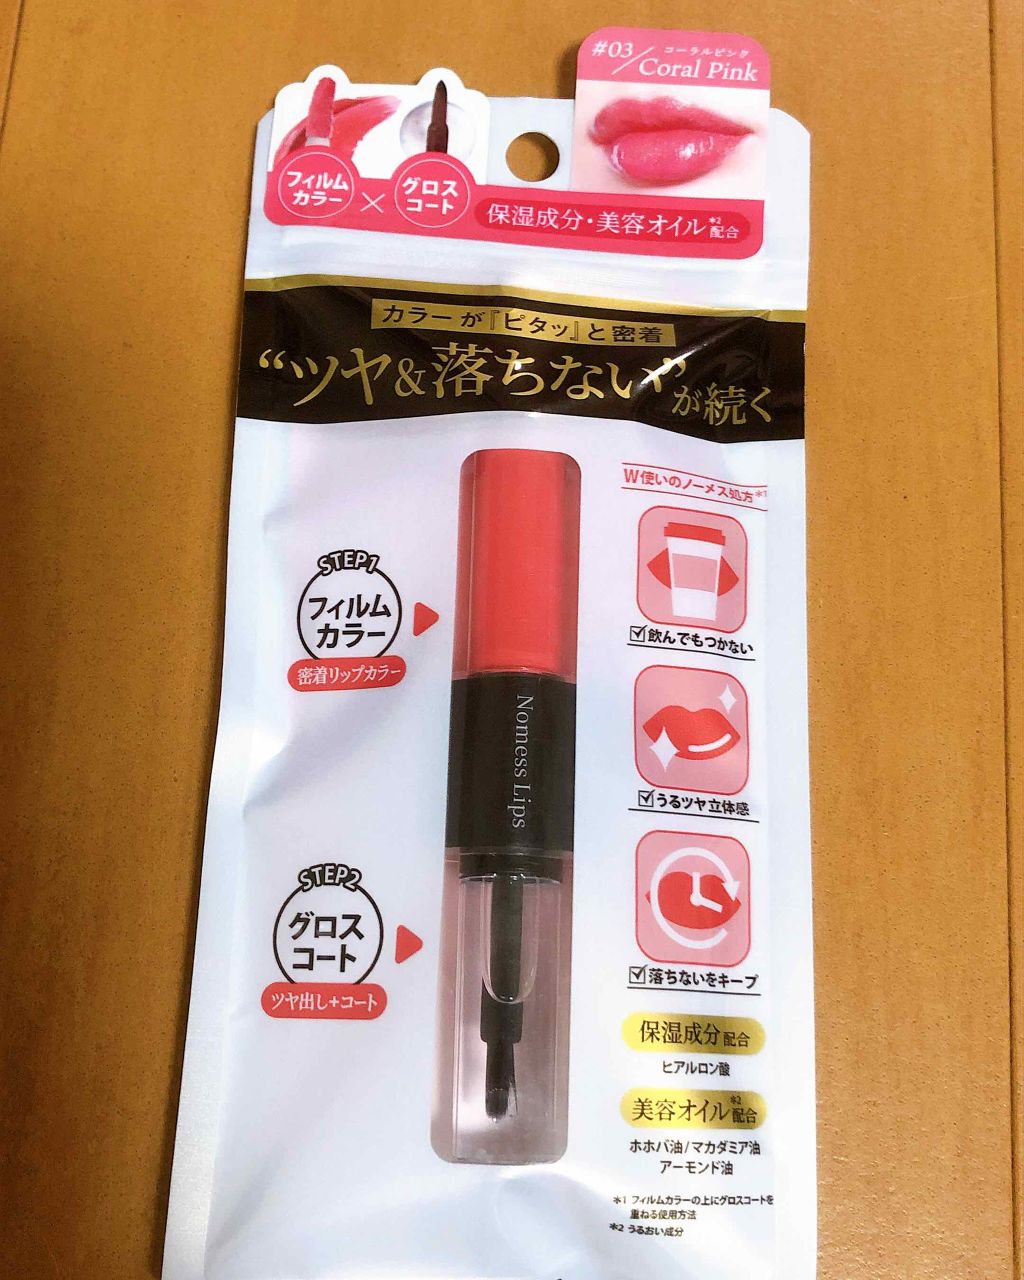 #03/
コーラルピンク
Coral Pink
フィルム
カラー
×
グロス
コート
保湿成分・美容オイル*2配合
カラーが『ピタッ』と密着
“ツヤ&落ちない”が続く
W使いのノーメス処方*1
STEP1
フィルム
カラー
密着リップカラー
飲んでもつかない
Nomess Lips
うるツヤ立体感
STEP2
グロス
コート
ツヤ出し+コート
落ちないをキープ
保湿成分配合
ヒアルロン酸
美容オイル*2配合
ホホバ油/マカダミア油
アーモンド油
*1 フィルムカラーの上にグロスコートを
重ねる使用方法
*2 うるおい成分